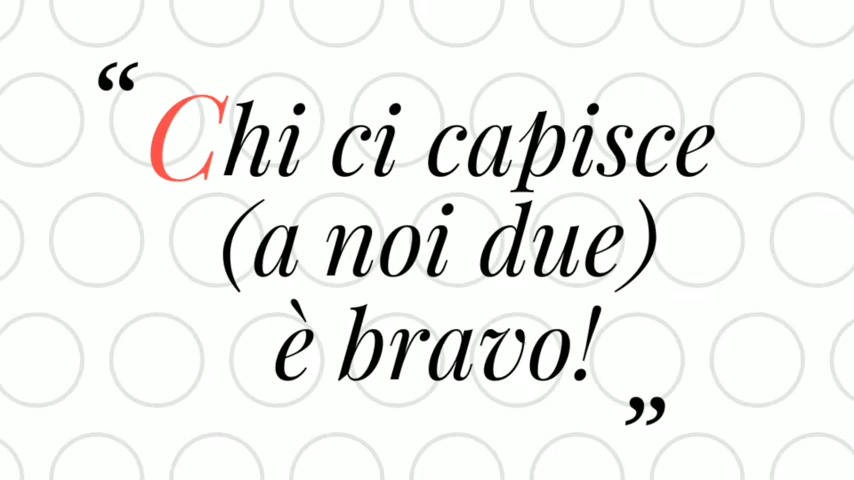 “Chi ci capisce
(a noi due)
è bravo!”